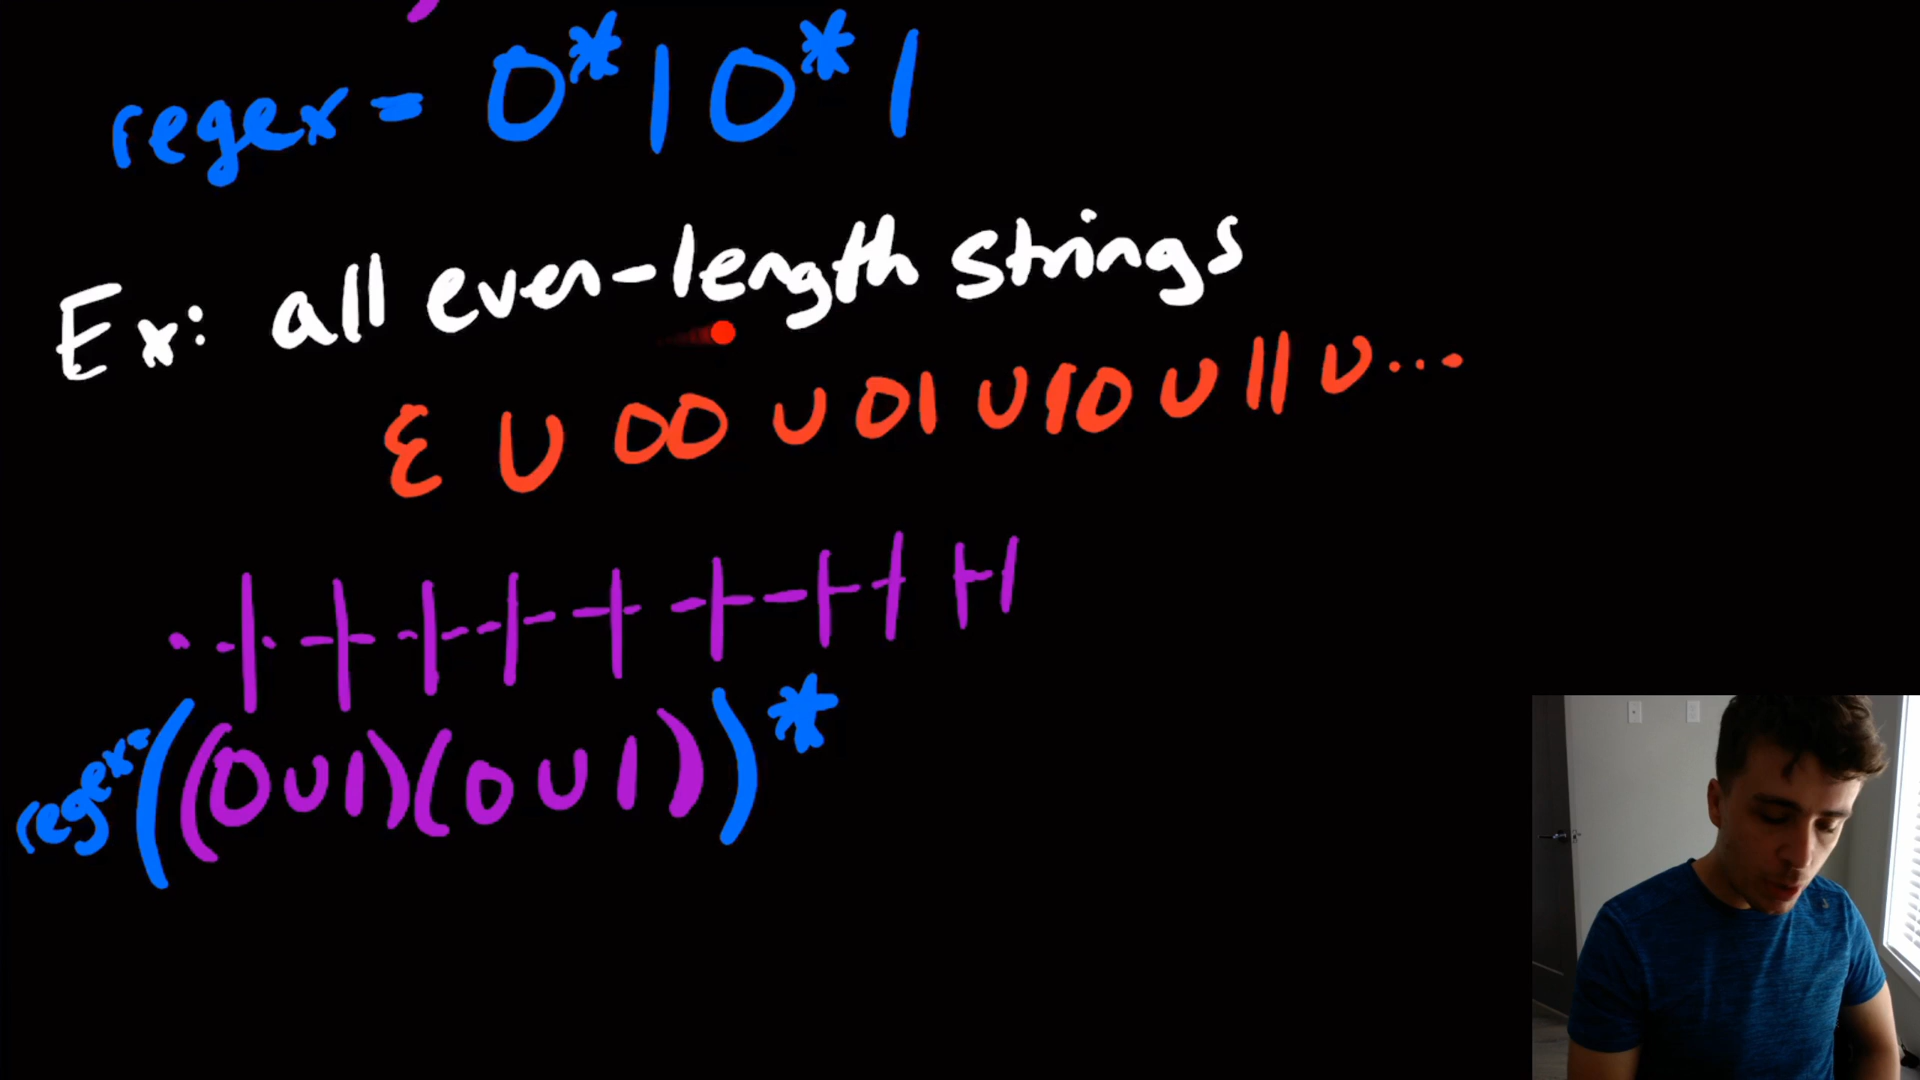 regex = 0*10*1
Ex: all even-length strings
ε ∪ 00 ∪ 01 ∪ 10 ∪ 11 ∪ ...
regex= ((0∪1)(0∪1))*